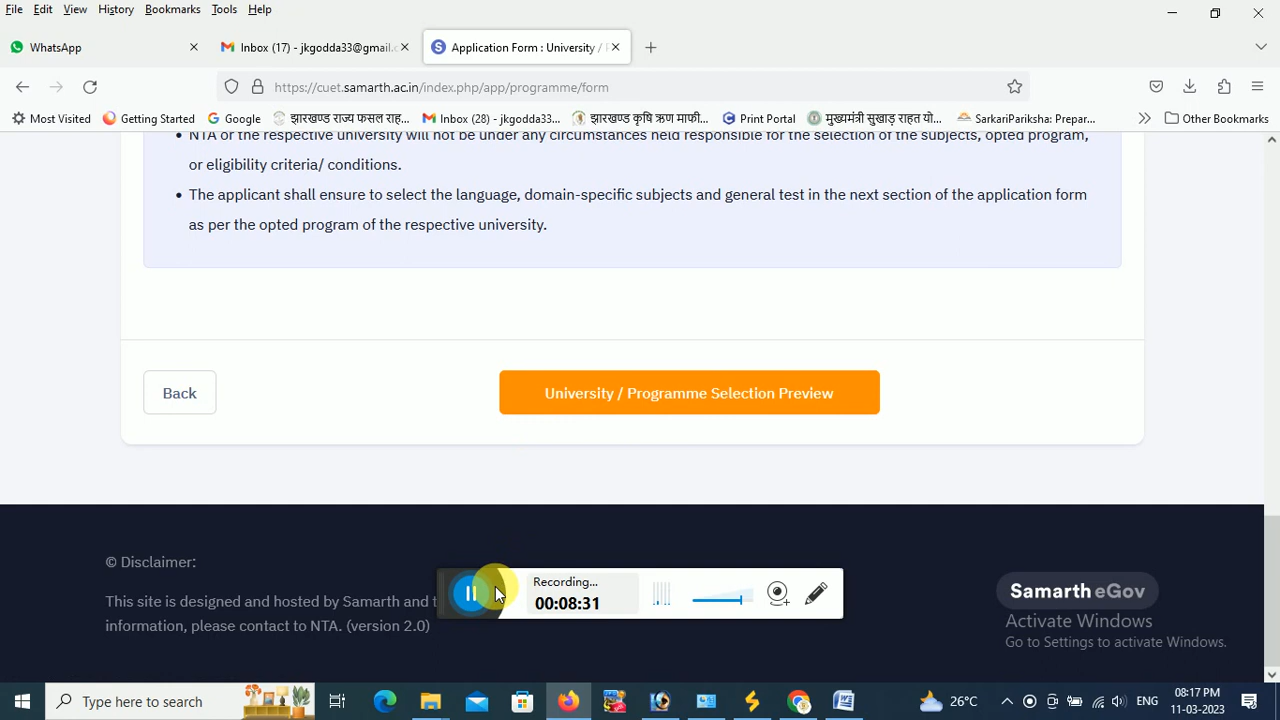 File Edit View History Bookmarks Tools Help
WhatsApp
Inbox (17) - jkgodda33@gmail.c
Application Form : University /
https://cuet.samarth.ac.in/index.php/app/programme/form
Most Visited
Getting Started
Google
झारखण्ड राज्य फसल राह...
Inbox (28) - jkgodda33...
झारखण्ड कृषि ऋण माफी...
Print Portal
मुख्यमंत्री सुखाड़ राहत यो...
SarkariPariksha: Prepar...
Other Bookmarks
• NTA or the respective university will not be under any circumstances held responsible for the selection of the subjects, opted program,
or eligibility criteria/ conditions.
• The applicant shall ensure to select the language, domain-specific subjects and general test in the next section of the application form
as per the opted program of the respective university.
Back
University / Programme Selection Preview
© Disclaimer:
This site is designed and hosted by Samarth and t
information, please contact to NTA. (version 2.0)
Recording...
00:08:31
Samarth eGov
Activate Windows
Go to Settings to activate Windows.
Type here to search
26°C
ENG
08:17 PM
11-03-2023